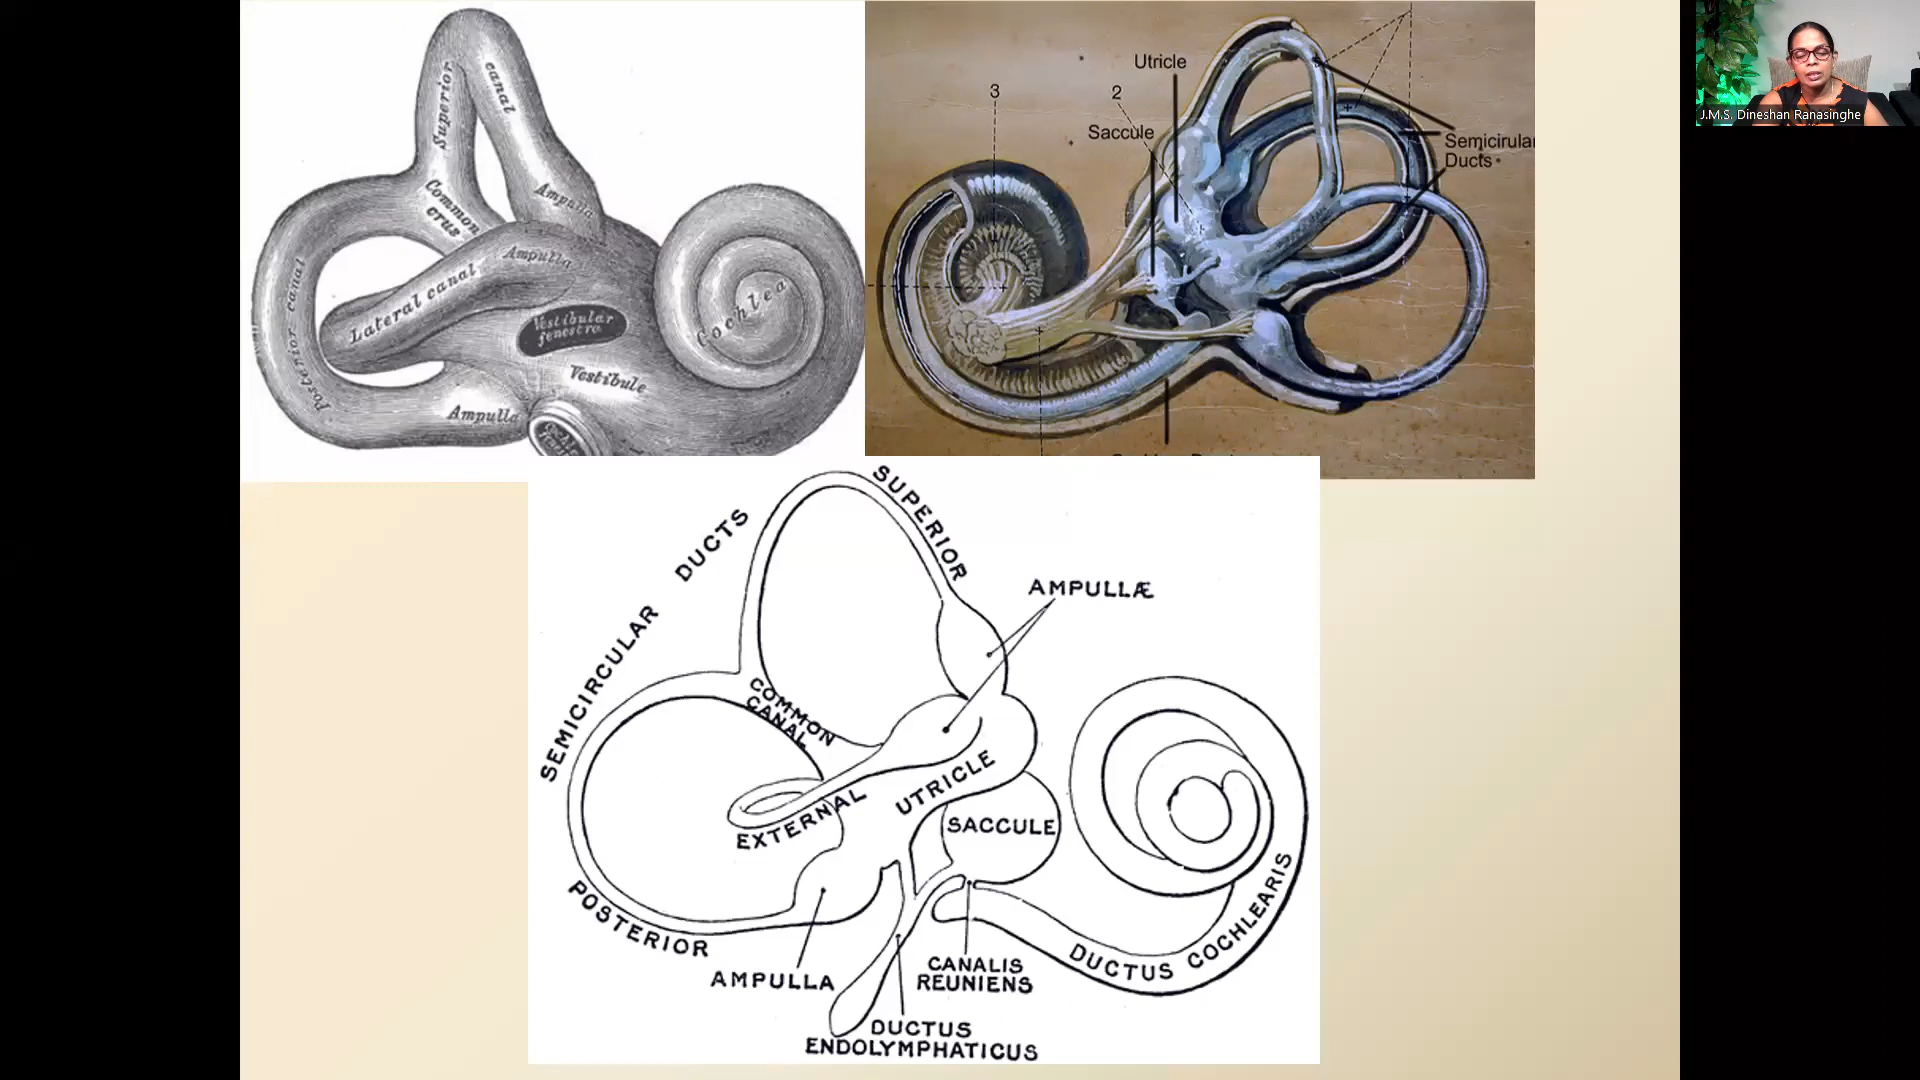 Superior
canal
Common
crus
Ampulla
Ampulla
Lateral canal
Posterior canal
Vestibular
fenestra
Cochlea
Vestibule
Ampulla
3
2
Utricle
Saccule
Semicirular
Ducts
J.M.S. Dineshan Ranasinghe
SEMICIRCULAR DUCTS
SUPERIOR
AMPULLÆ
COMMON
CANAL
EXTERNAL
UTRICLE
SACCULE
POSTERIOR
AMPULLA
CANALIS
REUNIENS
DUCTUS COCHLEARIS
DUCTUS
ENDOLYMPHATICUS